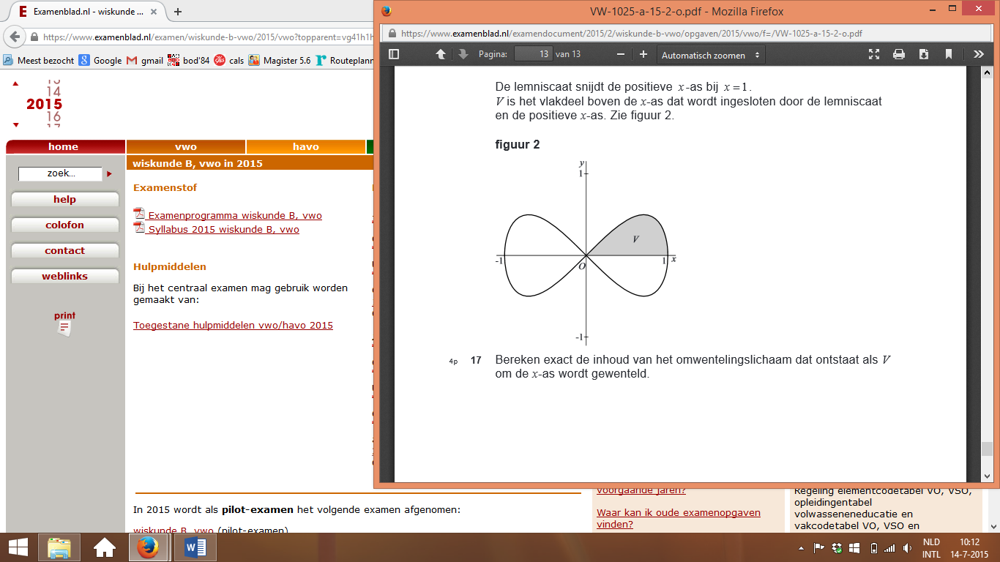 Examenblad.nl - wiskunde ...
https://www.examenblad.nl/examen/wiskunde-b-vwo/2015/vwo?topparent=vg41h1h
Meest bezocht Google gmail bod'84 cals Magister 5.6 Routeplann
14
2015
16
home vwo havo
wiskunde B, vwo in 2015
zoek...
help
colofon
contact
weblinks
print
Examenstof
Examenprogramma wiskunde B, vwo
Syllabus 2015 wiskunde B, vwo
Hulpmiddelen
Bij het centraal examen mag gebruik worden
gemaakt van:
Toegestane hulpmiddelen vwo/havo 2015
In 2015 wordt als pilot-examen het volgende examen afgenomen:
wiskunde B, vwo (pilot-examen)
VW-1025-a-15-2-o.pdf - Mozilla Firefox
https://www.examenblad.nl/examendocument/2015/2/wiskunde-b-vwo/opgaven/2015/vwo/f=/VW-1025-a-15-2-o.pdf
Pagina: 13 van 13 Automatisch zoomen
De lemniscaat snijdt de positieve x-as bij x = 1.
V is het vlakdeel boven de x-as dat wordt ingesloten door de lemniscaat
en de positieve x-as. Zie figuur 2.
figuur 2
y
1
V
-1 O 1 x
-1
4p 17 Bereken exact de inhoud van het omwentelingslichaam dat ontstaat als V
om de x-as wordt gewenteld.
voorgaande jaren?
Waar kan ik oude examenopgaven
vinden?
Regeling elementcodetabel VO, VSO,
opleidingentabel
volwasseneneducatie en
vakcodetabel VO, VSO en
NLD 10:12
INTL 14-7-2015